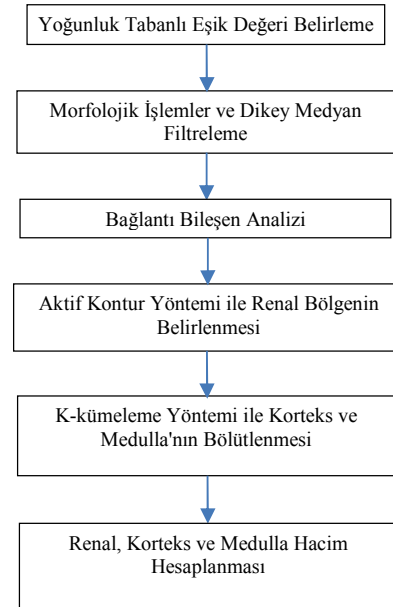 Yoğunluk Tabanlı Eşik Değeri Belirleme
Morfolojik İşlemler ve Dikey Medyan
Filtreleme
Bağlantı Bileşen Analizi
Aktif Kontur Yöntemi ile Renal Bölgenin
Belirlenmesi
K-kümeleme Yöntemi ile Korteks ve
Medulla'nın Bölütlenmesi
Renal, Korteks ve Medulla Hacim
Hesaplanması